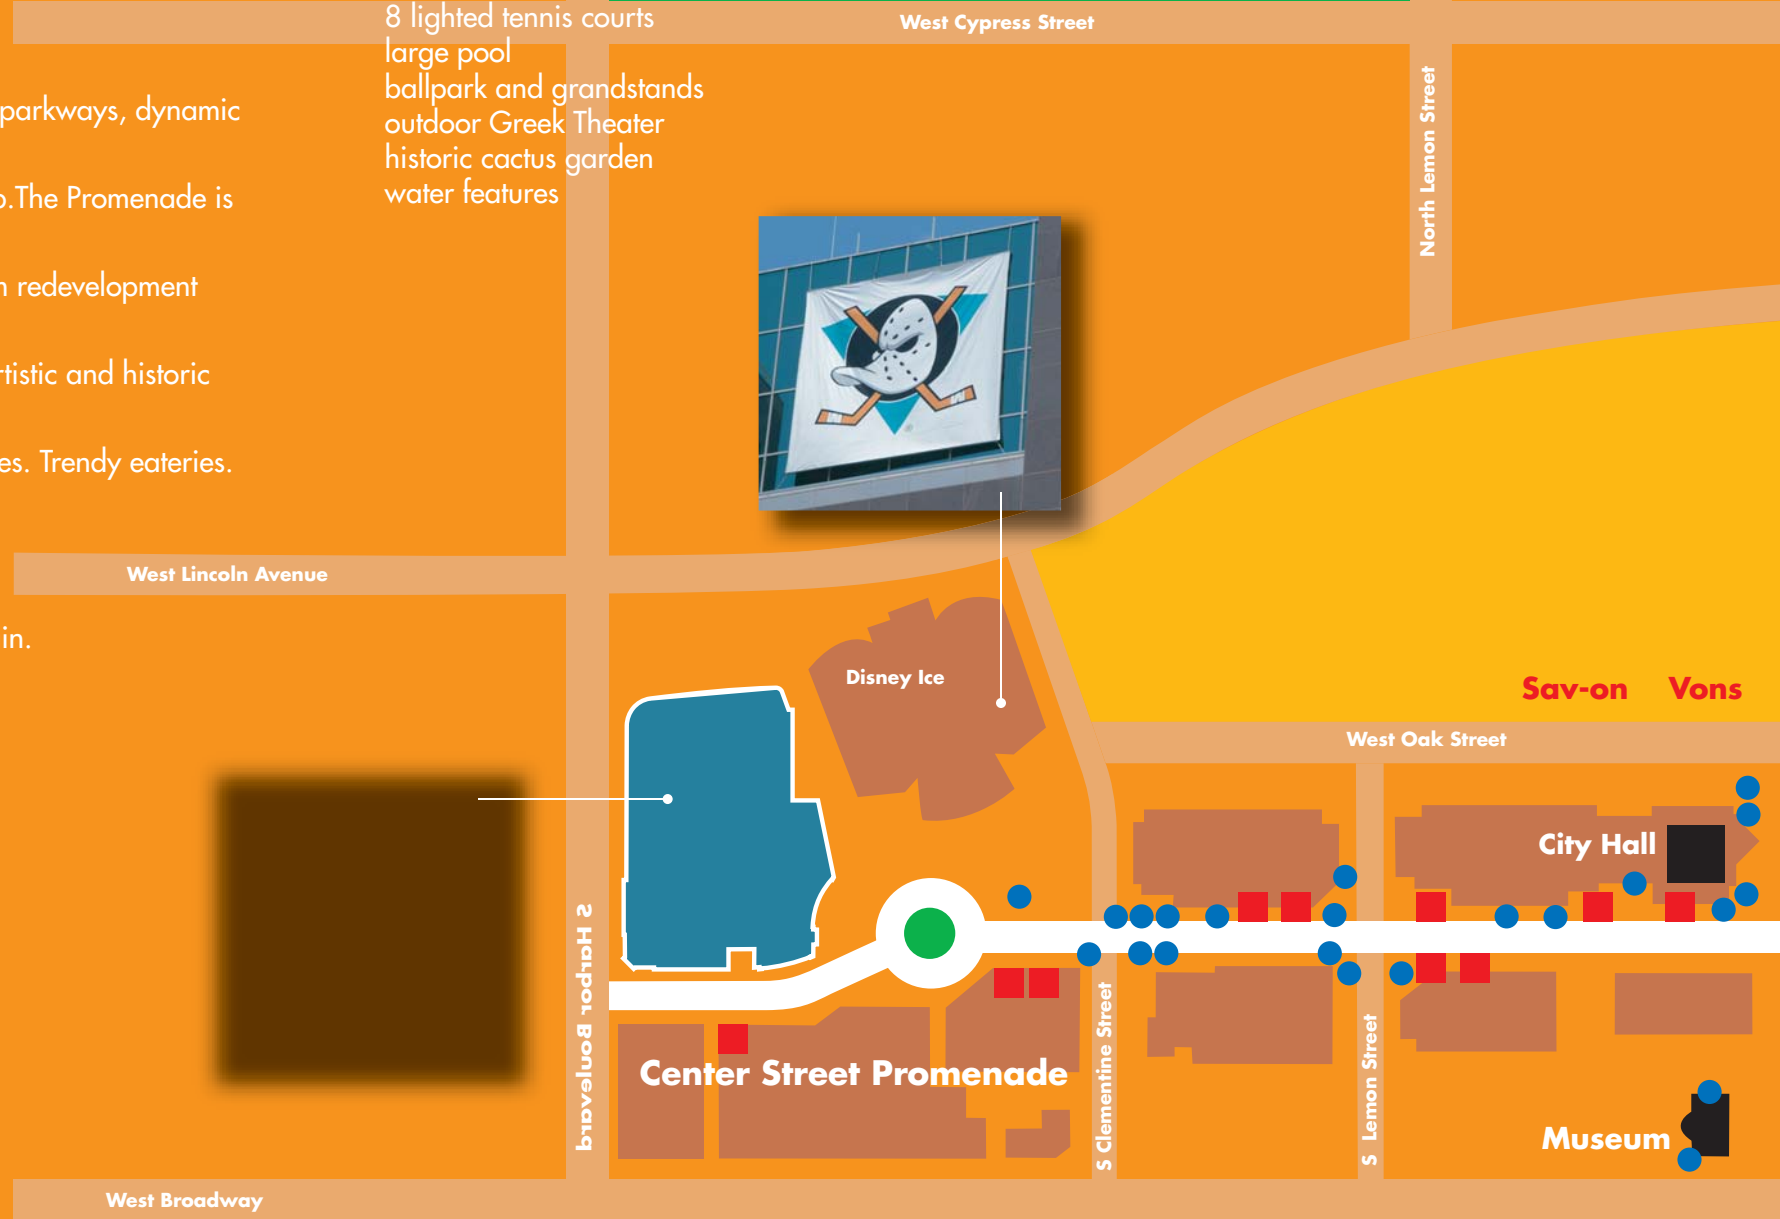 8 lighted tennis courts
large pool
ballpark and grandstands
outdoor Greek Theater
historic cactus garden
water features
West Cypress Street
North Lemon Street
parkways, dynamic
.The Promenade is
redevelopment
artistic and historic
es. Trendy eateries.
in.
West Lincoln Avenue
Disney Ice
Sav-on Vons
West Oak Street
City Hall
S Harbor Boulevard
Center Street Promenade
S Clementine Street
S Lemon Street
Museum
West Broadway